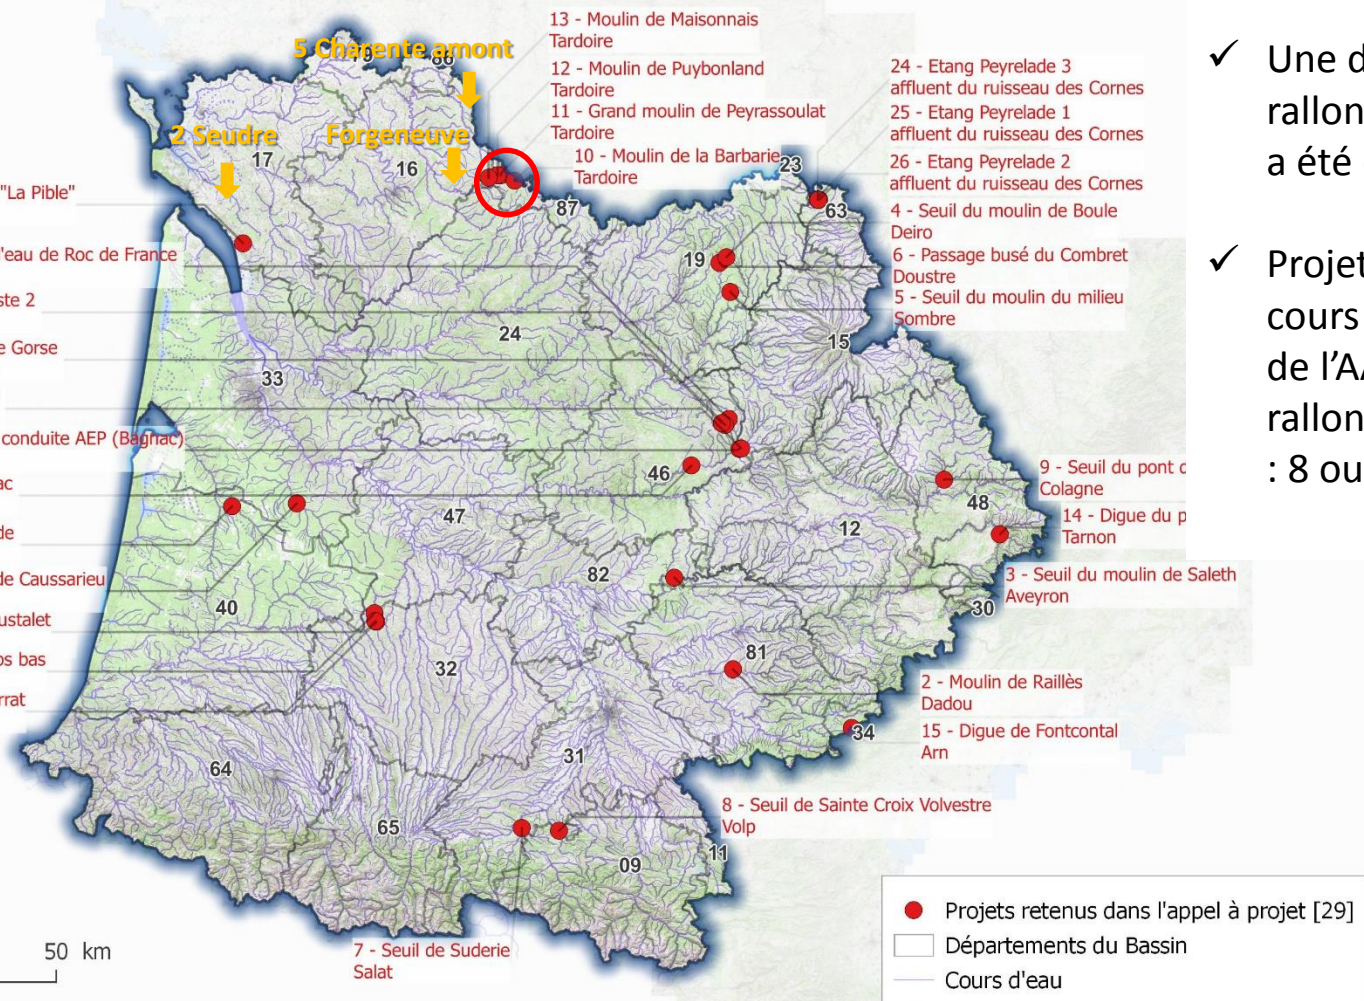 13 - Moulin de Maisonnais
Tardoire
12 - Moulin de Puybonland
Tardoire
11 - Grand moulin de Peyrassoulat
Tardoire
10 - Moulin de la Barbarie
Tardoire
24 - Etang Peyrelade 3
affluent du ruisseau des Cornes
25 - Etang Peyrelade 1
affluent du ruisseau des Cornes
26 - Etang Peyrelade 2
affluent du ruisseau des Cornes
4 - Seuil du moulin de Boule
Deiro
6 - Passage busé du Combret
Doustre
5 - Seuil du moulin du milieu
Sombre
9 - Seuil du pont
Colagne
14 - Digue du p
Tarnon
3 - Seuil du moulin de Saleth
Aveyron
2 - Moulin de Raillès
Dadou
15 - Digue de Fontcontal
Arn
8 - Seuil de Sainte Croix Volvestre
Volp
7 - Seuil de Suderie
Salat
"La Pible"
'eau de Roc de France
ste 2
e Gorse
conduite AEP (Bagnac)
ac
de
de Caussarieu
ustalet
os bas
rrat
5 Charente amont
2 Seudre
Forgeneuve
86
17
16
87
23
63
19
15
24
33
46
47
12
48
82
30
40
32
81
34
31
64
65
09
11
50 km
✓ Une d
rallon
a été
✓ Projet
cours
de l'A
rallon
: 8 ou
Projets retenus dans l'appel à projet [29]
Départements du Bassin
Cours d'eau